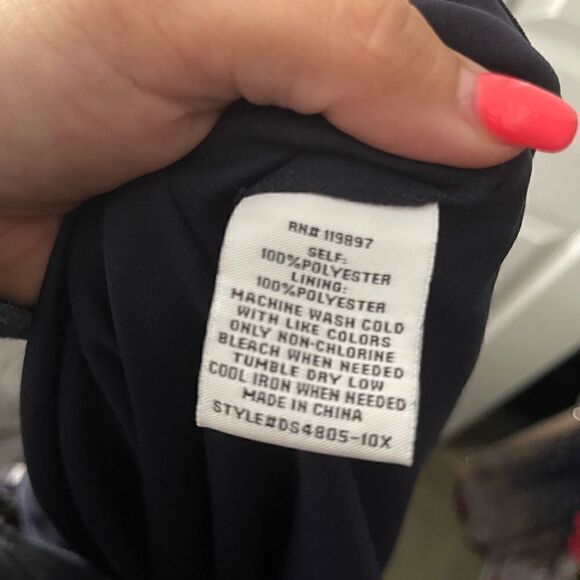 RN# 119897
SELF:
100%POLYESTER
LINING:
100%POLYESTER
MACHINE WASH COLD
WITH LIKE COLORS
ONLY NON-CHLORINE
BLEACH WHEN NEEDED
TUMBLE DRY LOW
COOL IRON WHEN NEEDED
MADE IN CHINA
STYLE#DS4805-10X